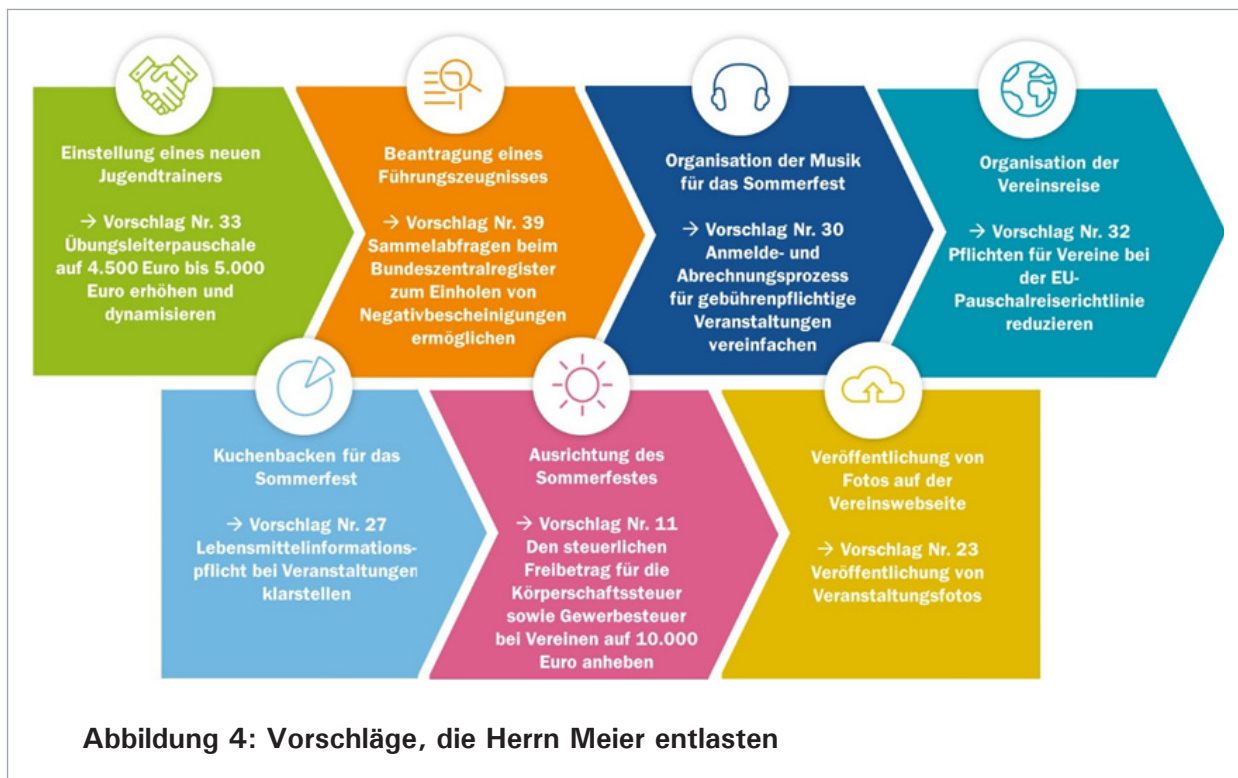 Einstellung eines neuen
Jugendtrainers
→ Vorschlag Nr. 33
Übungsleiterpauschale
auf 4.500 Euro bis 5.000
Euro erhöhen und
dynamisieren
Beantragung eines
Führungszeugnisses
→ Vorschlag Nr. 39
Sammelabfragen beim
Bundeszentralregister
zum Einholen von
Negativbescheinigungen
ermöglichen
Organisation der Musik
für das Sommerfest
→ Vorschlag Nr. 30
Anmelde- und
Abrechnungsprozess
für gebührenpflichtige
Veranstaltungen
vereinfachen
Organisation der
Vereinsreise
→ Vorschlag Nr. 32
Pflichten für Vereine bei
der EU-
Pauschalreiserichtlinie
reduzieren
Kuchenbacken für das
Sommerfest
→ Vorschlag Nr. 27
Lebensmittelinformations-
pflicht bei Veranstaltungen
klarstellen
Ausrichtung des
Sommerfestes
→ Vorschlag Nr. 11
Den steuerlichen
Freibetrag für die
Körperschaftssteuer
sowie Gewerbesteuer
bei Vereinen auf 10.000
Euro anheben
Veröffentlichung von
Fotos auf der
Vereinswebseite
→ Vorschlag Nr. 23
Veröffentlichung von
Veranstaltungsfotos
Abbildung 4: Vorschläge, die Herrn Meier entlasten